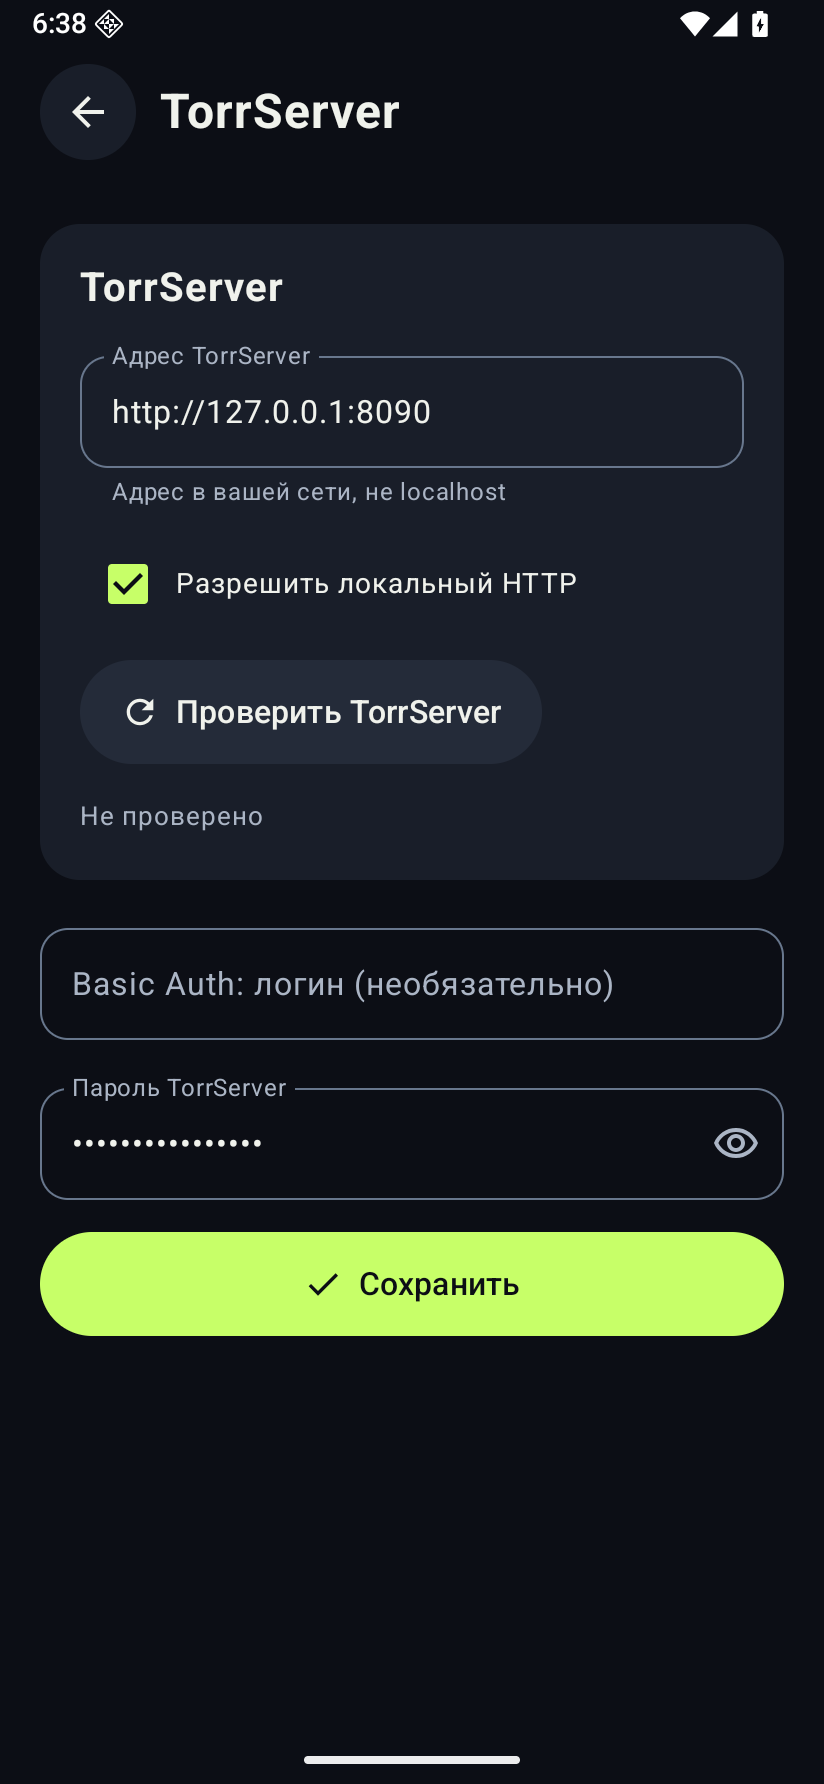 6:38
TorrServer
TorrServer
Адрес TorrServer
http://127.0.0.1:8090
Адрес в вашей сети, не localhost
Разрешить локальный HTTP
Проверить TorrServer
Не проверено
Basic Auth: логин (необязательно)
Пароль TorrServer
••••••••••••••••
Сохранить